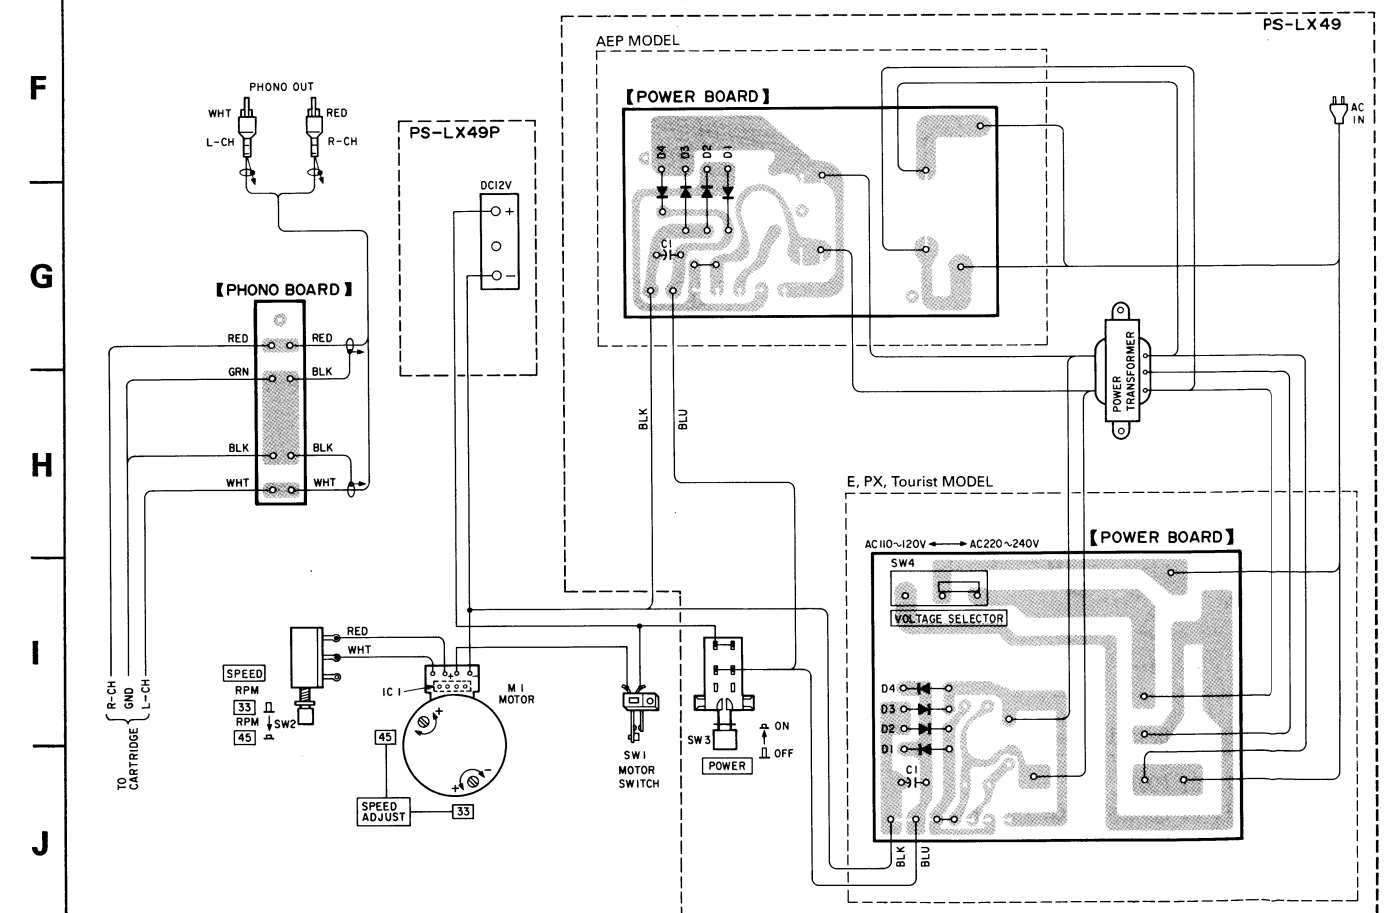 PS-LX49
AEP MODEL
F
PHONO OUT
【POWER BOARD】
WHT
RED
AC
IN
L-CH
R-CH
PS-LX49P
D4
D3
D2
D1
DC12V
+
−
C1
G
【PHONO BOARD】
RED
RED
GRN
BLK
POWER
TRANSFORMER
BLK
BLU
H
BLK
BLK
WHT
WHT
E, PX, Tourist MODEL
AC110~120V
AC220~240V
【POWER BOARD】
SW4
VOLTAGE SELECTOR
I
RED
WHT
SPEED
RPM
33
RPM
45
SW2
IC1
+
−
M1
MOTOR
R-CH
GND
L-CH
TO
CARTRIDGE
+
+
−
45
33
SPEED
ADJUST
SW1
MOTOR
SWITCH
SW3
POWER
ON
OFF
D4
D3
D2
D1
C1
J
BLK
BLU